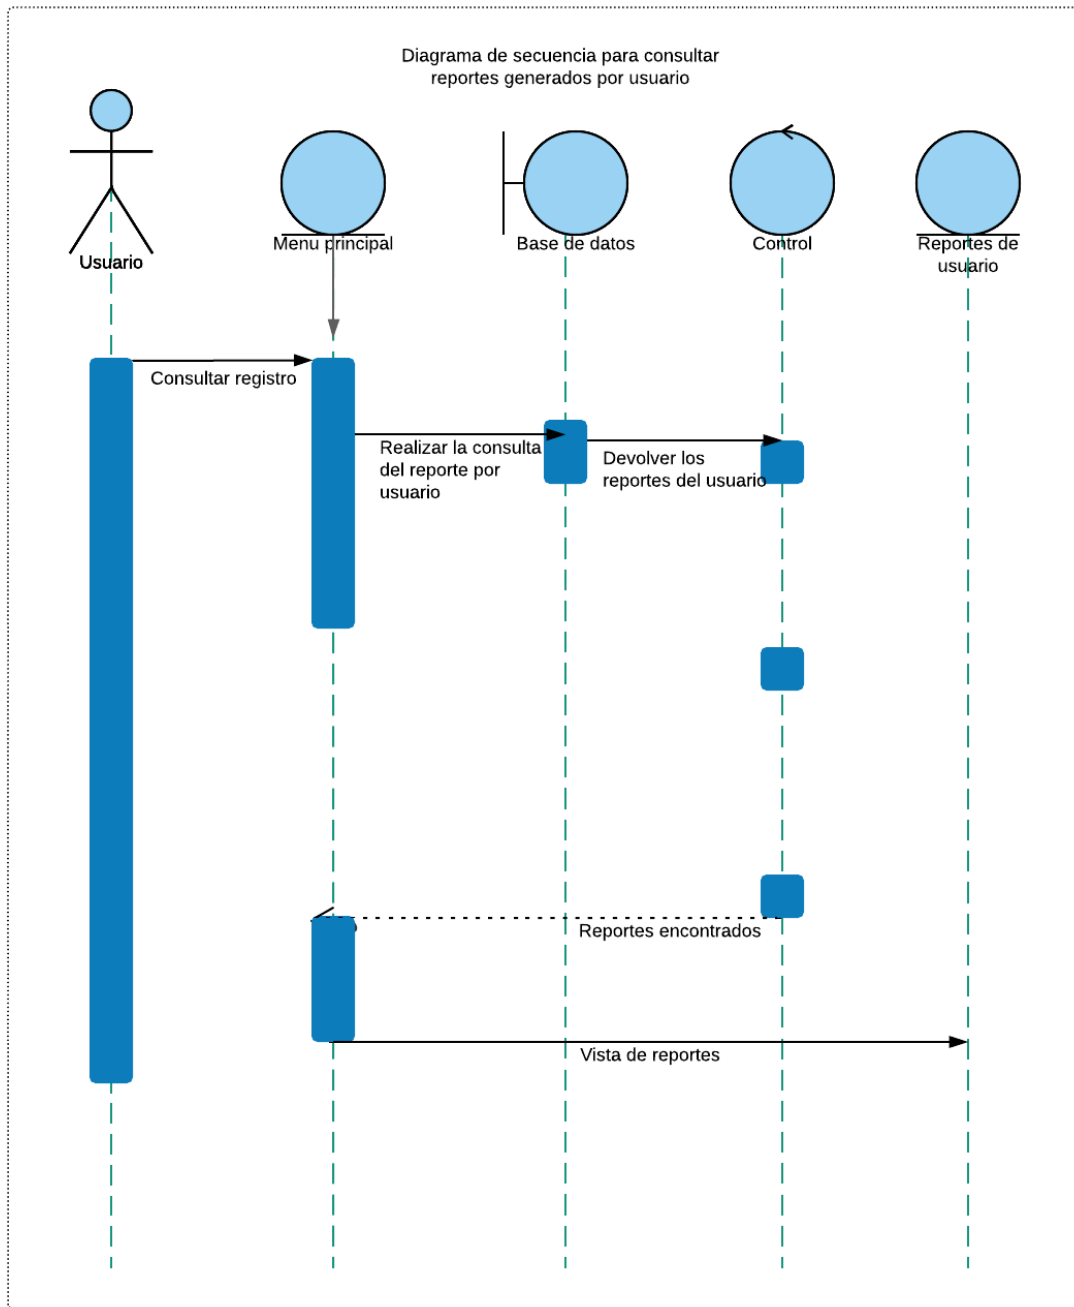 Diagrama de secuencia para consultar
reportes generados por usuario
Usuario
Menu principal
Base de datos
Control
Reportes de
usuario
Consultar registro
Realizar la consulta
del reporte por
usuario
Devolver los
reportes del usuario
Reportes encontrados
Vista de reportes